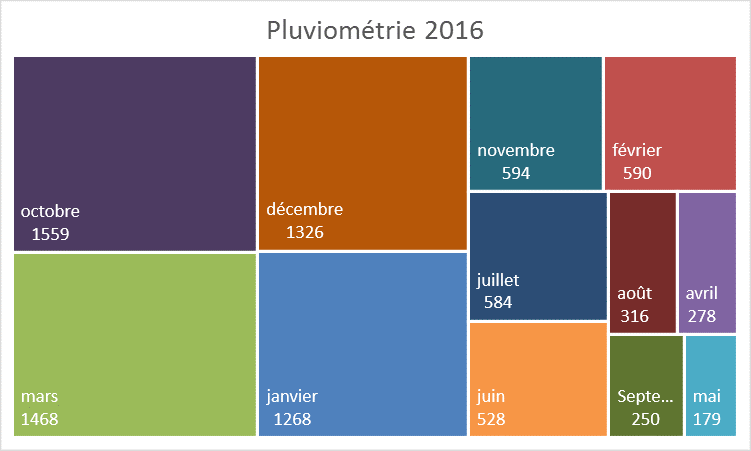 Pluviométrie 2016
octobre
1559
décembre
1326
novembre
594
février
590
juillet
584
août
316
avril
278
mars
1468
janvier
1268
juin
528
Septe...
250
mai
179